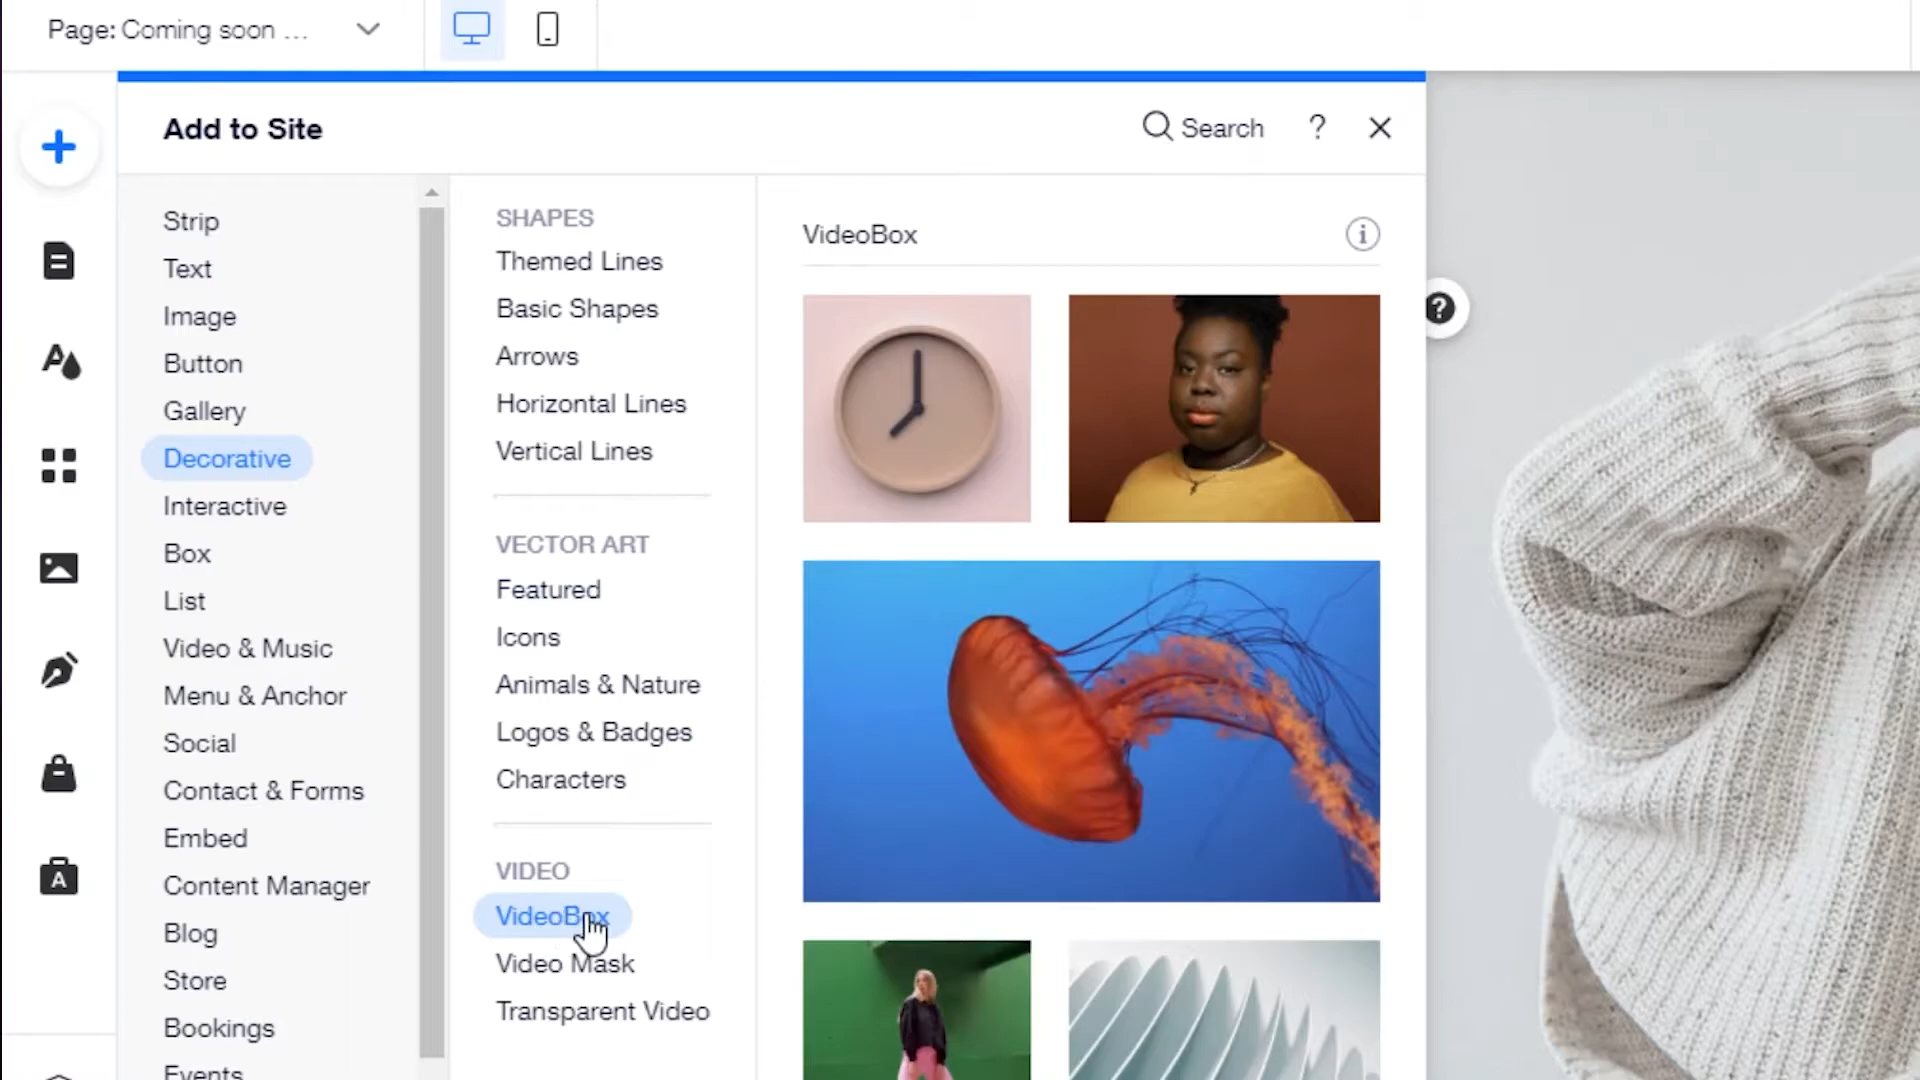 Page: Coming soon ...
Add to Site
Search
?
Strip
Text
Image
Button
Gallery
Decorative
Interactive
Box
List
Video & Music
Menu & Anchor
Social
Contact & Forms
Embed
Content Manager
Blog
Store
Bookings
Events
SHAPES
Themed Lines
Basic Shapes
Arrows
Horizontal Lines
Vertical Lines
VECTOR ART
Featured
Icons
Animals & Nature
Logos & Badges
Characters
VIDEO
VideoBox
Video Mask
Transparent Video
VideoBox
i
?
A
A